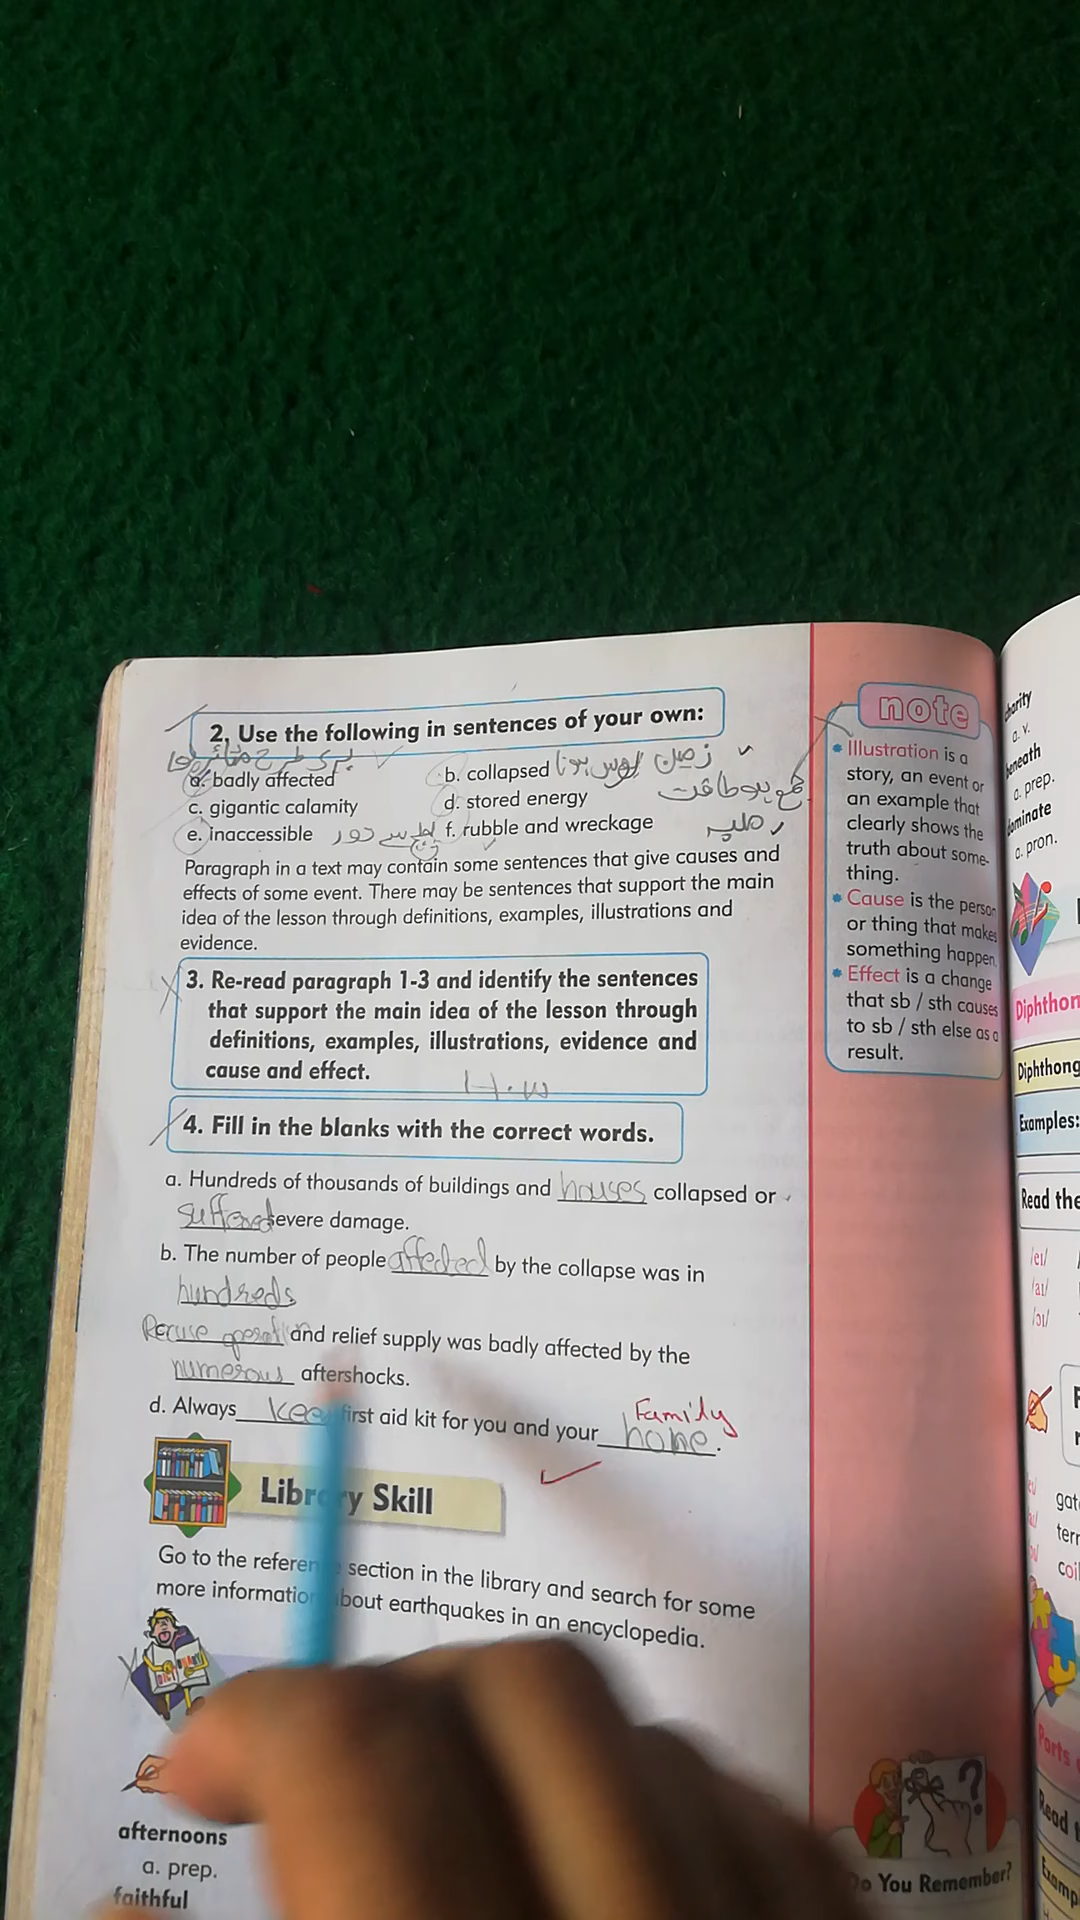 2. Use the following in sentences of your own:
a. badly affected
b. collapsed زمین بوس ہونا
c. gigantic calamity
d. stored energy جمع ہوطاقت
e. inaccessible
f. rubble and wreckage ملبہ
Paragraph in a text may contain some sentences that give causes and
effects of some event. There may be sentences that support the main
idea of the lesson through definitions, examples, illustrations and
evidence.
3. Re-read paragraph 1-3 and identify the sentences
that support the main idea of the lesson through
definitions, examples, illustrations, evidence and
cause and effect.
H.W
4. Fill in the blanks with the correct words.
a. Hundreds of thousands of buildings and houses collapsed or
suffered severe damage.
b. The number of people affected by the collapse was in
hundreds
and relief supply was badly affected by the
numerous aftershocks.
d. Always keep first aid kit for you and your home.
Family
Library Skill
Go to the reference section in the library and search for some
more information about earthquakes in an encyclopedia.
afternoons
a. prep.
faithful
note
Illustration is a
story, an event or
an example that
clearly shows the
truth about some-
thing.
Cause is the person
or thing that makes
something happen.
Effect is a change
that sb / sth causes
to sb / sth else as a
result.
Do You Remember?
charity
a. v.
beneath
a. prep.
dominate
a. pron.
Diphthong
Examples:
Read the
/eɪ/
/aɪ/
/ɔɪ/
Parts
Read